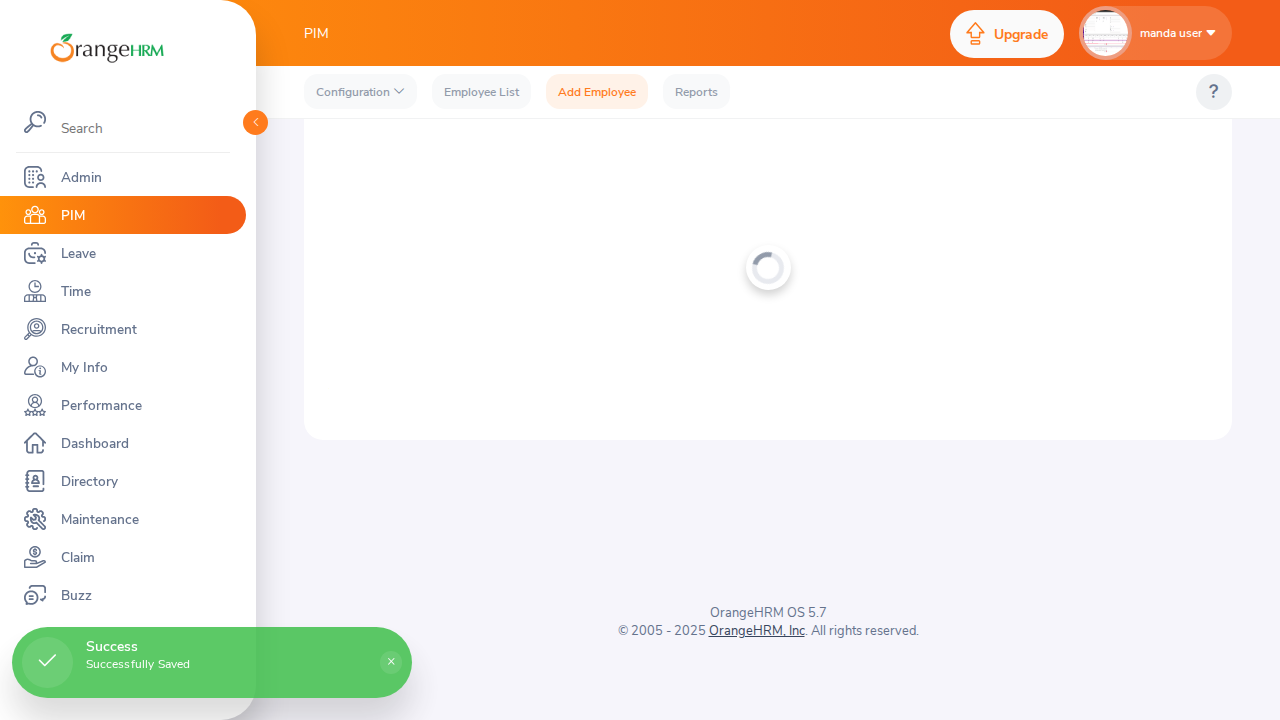 OrangeHRM
PIM
Upgrade
manda user
Configuration
Employee List
Add Employee
Reports
?
Search
Admin
PIM
Leave
Time
Recruitment
My Info
Performance
Dashboard
Directory
Maintenance
Claim
Buzz
OrangeHRM OS 5.7
© 2005 - 2025 OrangeHRM, Inc. All rights reserved.
Success
Successfully Saved
×